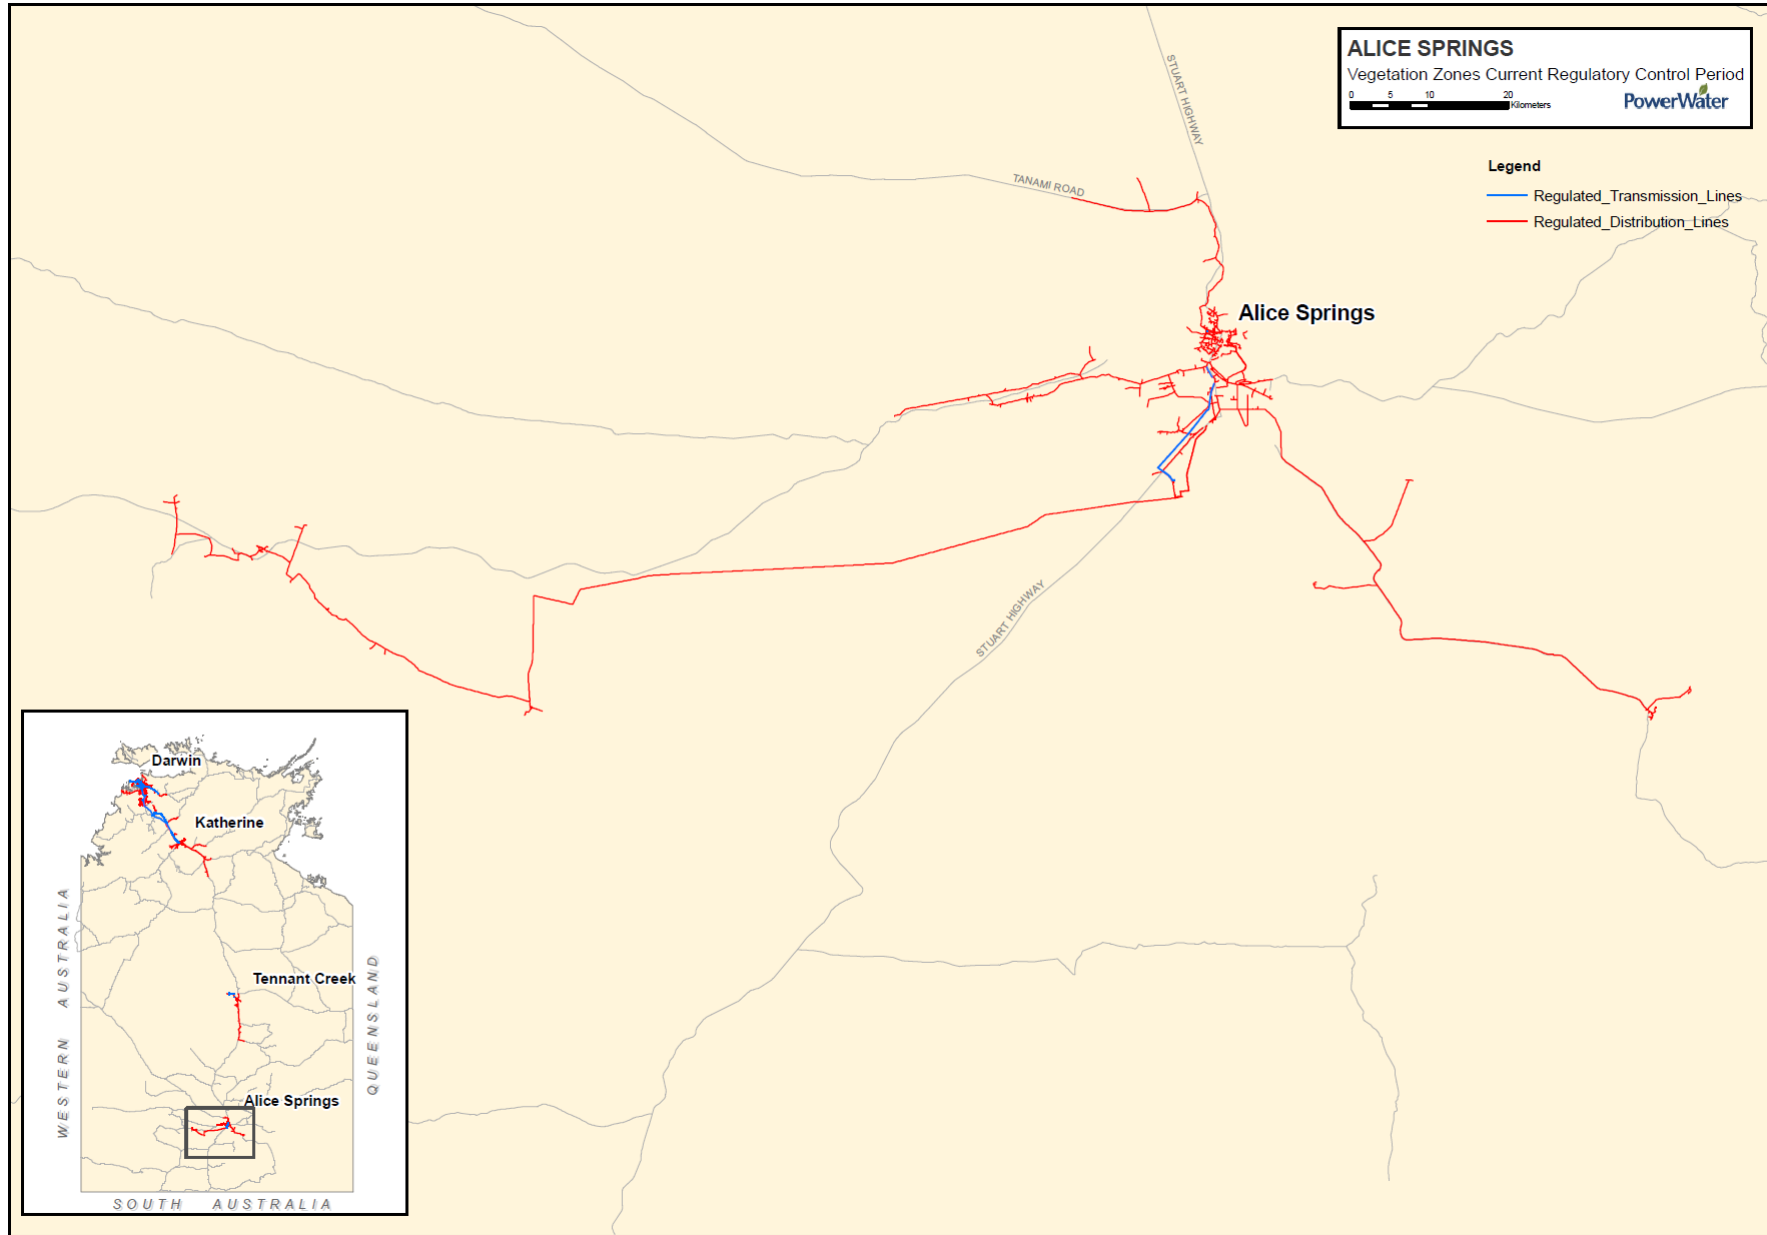 ALICE SPRINGS
Vegetation Zones Current Regulatory Control Period
0 5 10 20
Kilometers
PowerWater
Legend
Regulated_Transmission_Lines
Regulated_Distribution_Lines
STUART HIGHWAY
TANAMI ROAD
Alice Springs
STUART HIGHWAY
Darwin
Katherine
Tennant Creek
Alice Springs
WESTERN AUSTRALIA
QUEENSLAND
SOUTH AUSTRALIA